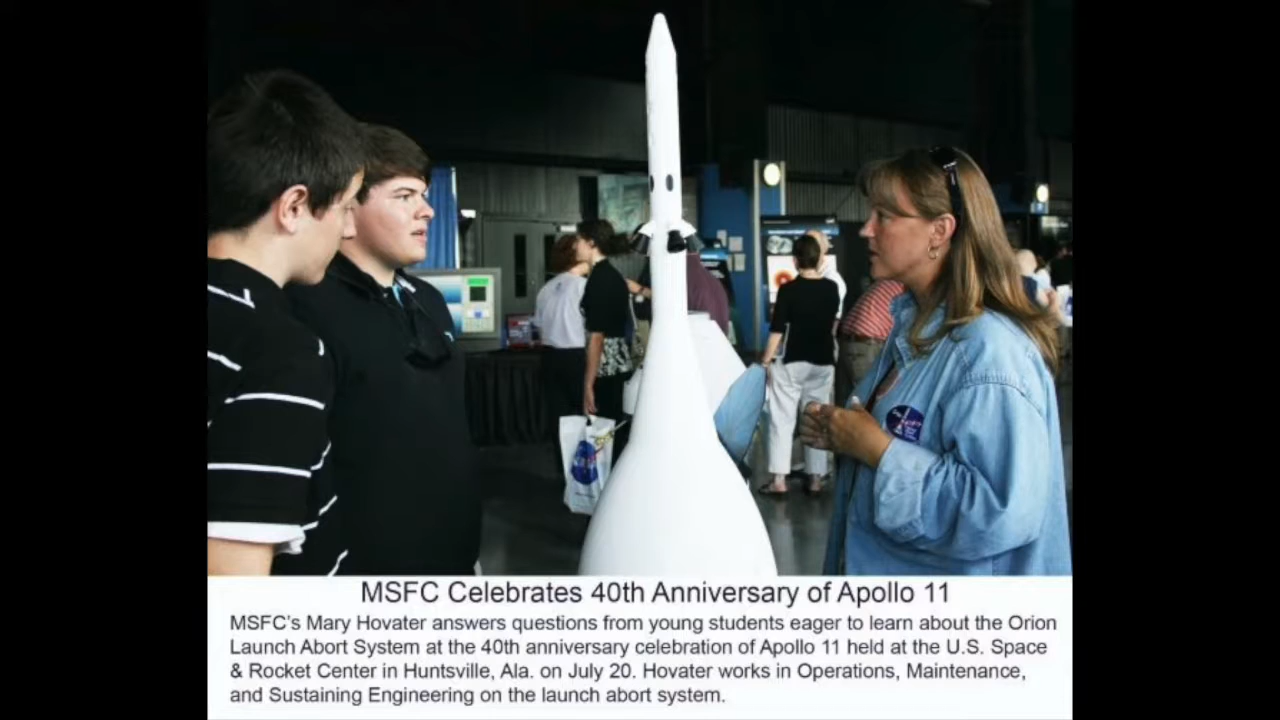 MSFC Celebrates 40th Anniversary of Apollo 11
MSFC's Mary Hovater answers questions from young students eager to learn about the Orion
Launch Abort System at the 40th anniversary celebration of Apollo 11 held at the U.S. Space
& Rocket Center in Huntsville, Ala. on July 20. Hovater works in Operations, Maintenance,
and Sustaining Engineering on the launch abort system.